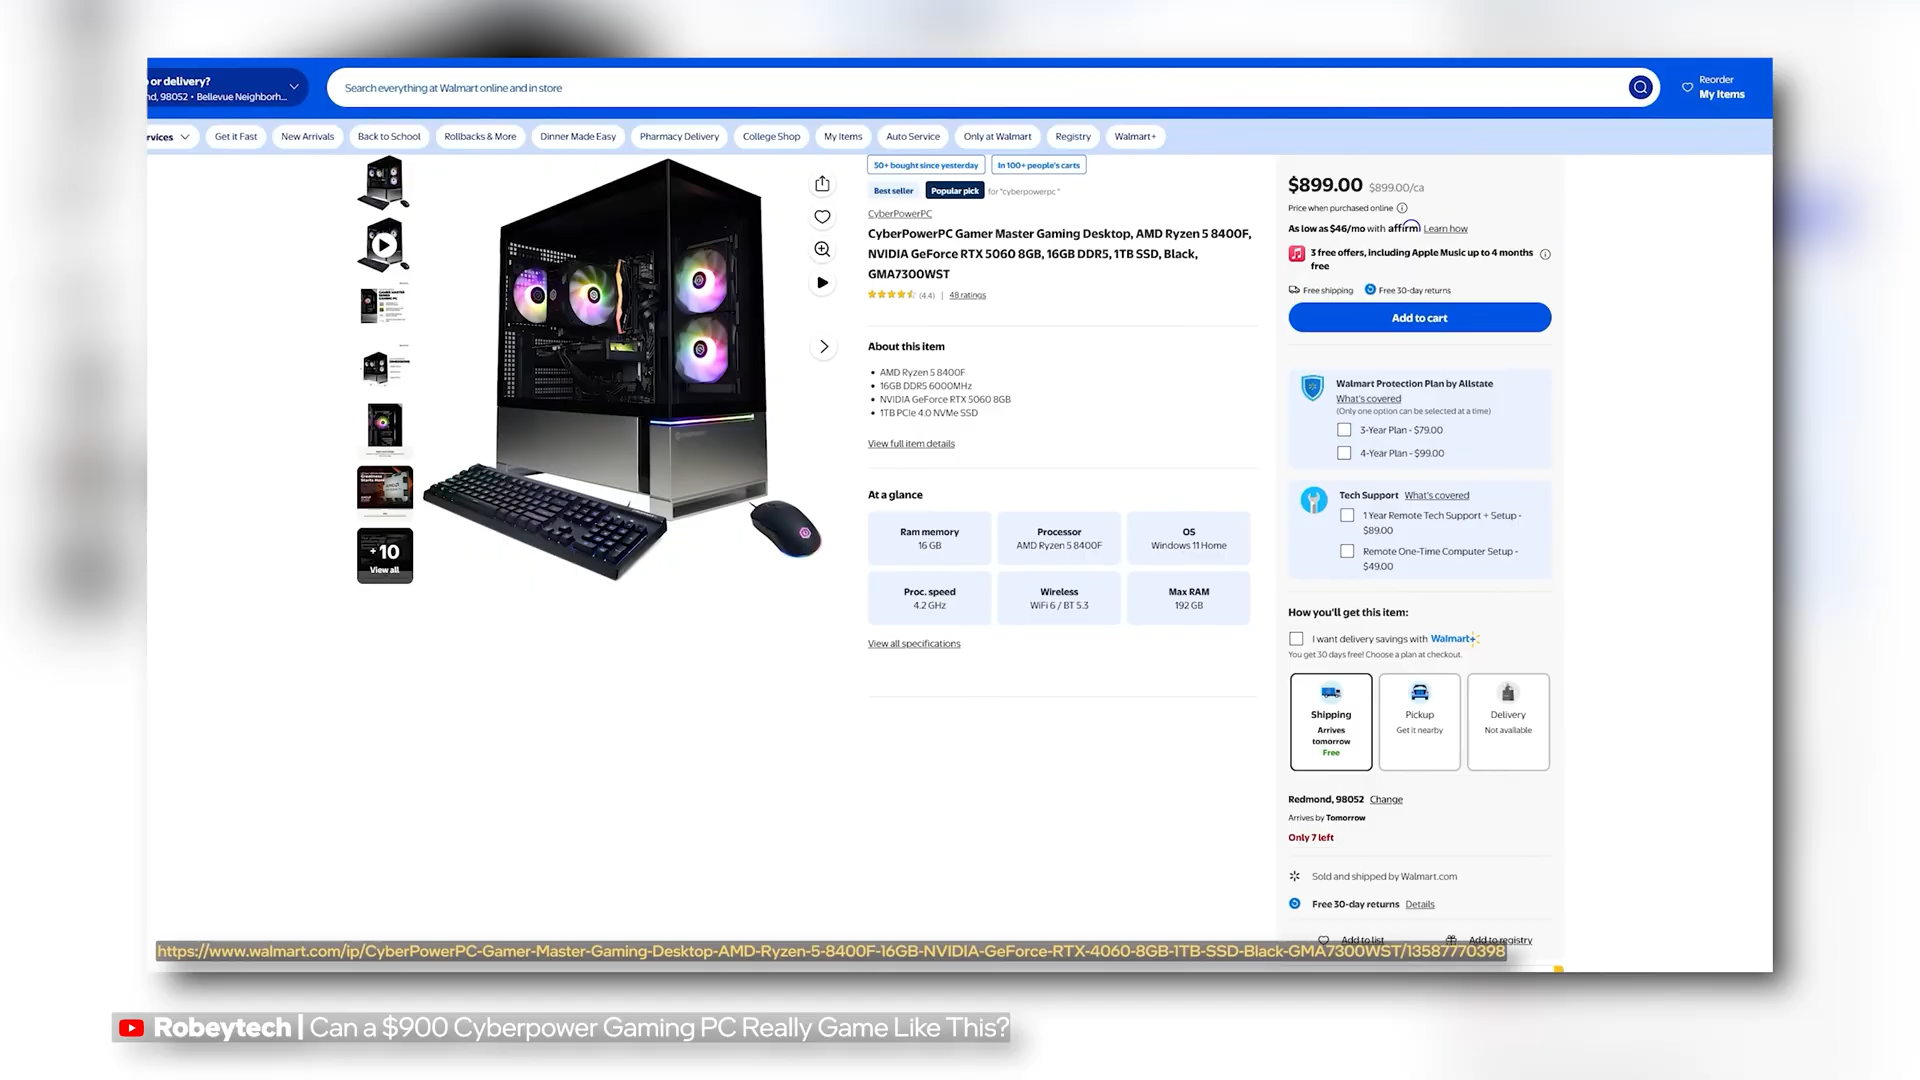 or delivery?
nd, 98052 • Bellevue Neighborh...
Search everything at Walmart online and in store
Reorder
My Items
rvices
Get it Fast
New Arrivals
Back to School
Rollbacks & More
Dinner Made Easy
Pharmacy Delivery
College Shop
My Items
Auto Service
Only at Walmart
Registry
Walmart+
+10
View all
50+ bought since yesterday
In 100+ people's carts
Best seller
Popular pick
for "cyberpowerpc "
CyberPowerPC
CyberPowerPC Gamer Master Gaming Desktop, AMD Ryzen 5 8400F,
NVIDIA GeForce RTX 5060 8GB, 16GB DDR5, 1TB SSD, Black,
GMA7300WST
(4.4) | 48 ratings
About this item
• AMD Ryzen 5 8400F
• 16GB DDR5 6000MHz
• NVIDIA GeForce RTX 5060 8GB
• 1TB PCIe 4.0 NVMe SSD
View full item details
At a glance
Ram memory
16 GB
Processor
AMD Ryzen 5 8400F
OS
Windows 11 Home
Proc. speed
4.2 GHz
Wireless
WiFi 6 / BT 5.3
Max RAM
192 GB
View all specifications
$899.00 $899.00/ca
Price when purchased online
As low as $46/mo with affirm Learn how
3 free offers, including Apple Music up to 4 months
free
Free shipping
Free 30-day returns
Add to cart
Walmart Protection Plan by Allstate
What's covered
(Only one option can be selected at a time)
3-Year Plan - $79.00
4-Year Plan - $99.00
Tech Support What's covered
1 Year Remote Tech Support + Setup -
$89.00
Remote One-Time Computer Setup -
$49.00
How you'll get this item:
I want delivery savings with Walmart+
You get 30 days free! Choose a plan at checkout.
Shipping
Arrives
tomorrow
Free
Pickup
Get it nearby
Delivery
Not available
Redmond, 98052 Change
Arrives by Tomorrow
Only 7 left
Sold and shipped by Walmart.com
Free 30-day returns Details
Add to list
Add to registry
https://www.walmart.com/ip/CyberPowerPC-Gamer-Master-Gaming-Desktop-AMD-Ryzen-5-8400F-16GB-NVIDIA-GeForce-RTX-4060-8GB-1TB-SSD-Black-GMA7300WST/13587770398
Robeytech | Can a $900 Cyberpower Gaming PC Really Game Like This?